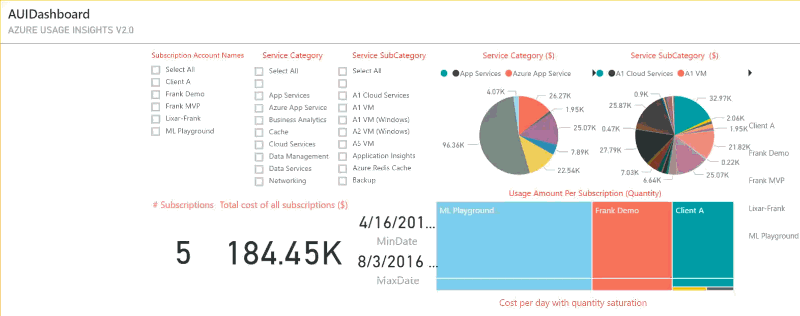 AUIDashboard
AZURE USAGE INSIGHTS V2.0
Subscription Account Names
Select All
Client A
Frank Demo
Frank MVP
Lixar-Frank
ML Playground
Service Category
Select All
App Services
Azure App Service
Business Analytics
Cache
Cloud Services
Data Management
Data Services
Networking
Service SubCategory
Select All
A1 Cloud Services
A1 VM
A1 VM (Windows)
A2 VM (Windows)
A5 VM
Application Insights
Azure Redis Cache
Backup
Service Category ($)
App Services
Azure App Service
4.07K
26.27K
1.95K
25.07K
7.89K
22.54K
96.36K
Service SubCategory ($)
A1 Cloud Services
A1 VM
0.9K
32.97K
25.87K
2.06K
1.95K
0.47K
21.82K
27.79K
0.22K
7.03K
6.64K
25.07K
Client A
Frank Demo
Frank MVP
Lixar-Frank
ML Playground
# Subscriptions
5
Total cost of all subscriptions ($)
184.45K
4/16/201...
MinDate
8/3/2016 ...
MaxDate
Usage Amount Per Subscription (Quantity)
ML Playground
Frank Demo
Client A
Cost per day with quantity saturation